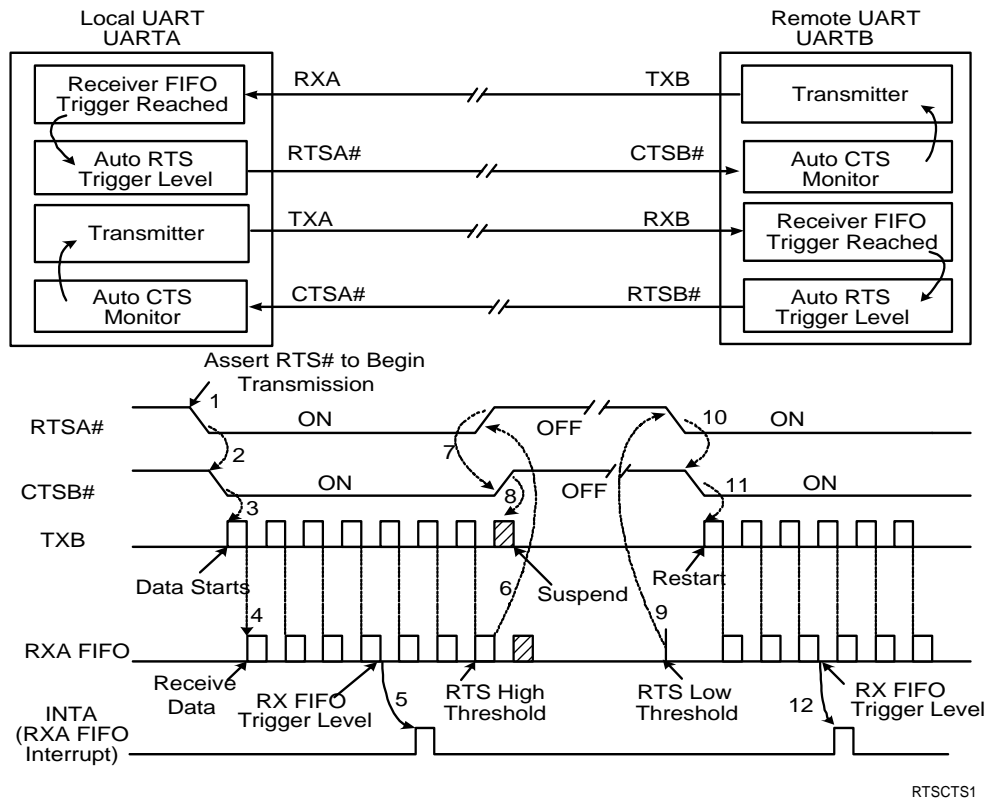 Local UART
UARTA
Remote UART
UARTB
Receiver FIFO
Trigger Reached
RXA
TXB
Transmitter
Auto RTS
Trigger Level
RTSA#
CTSB#
Auto CTS
Monitor
Transmitter
TXA
RXB
Receiver FIFO
Trigger Reached
Auto CTS
Monitor
CTSA#
RTSB#
Auto RTS
Trigger Level
Assert RTS# to Begin
Transmission
RTSA#
1
ON
OFF
10
ON
2
7
CTSB#
ON
OFF
11
ON
3
8
TXB
Data Starts
6
Suspend
Restart
4
9
RXA FIFO
Receive
Data
RX FIFO
Trigger Level
5
RTS High
Threshold
RTS Low
Threshold
12
RX FIFO
Trigger Level
INTA
(RXA FIFO
Interrupt)
RTSCTS1